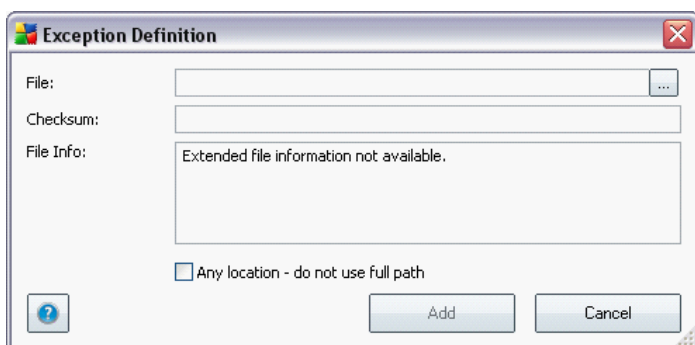 Exception Definition
File:
...
Checksum:
File Info:
Extended file information not available.
Any location - do not use full path
?
Add
Cancel